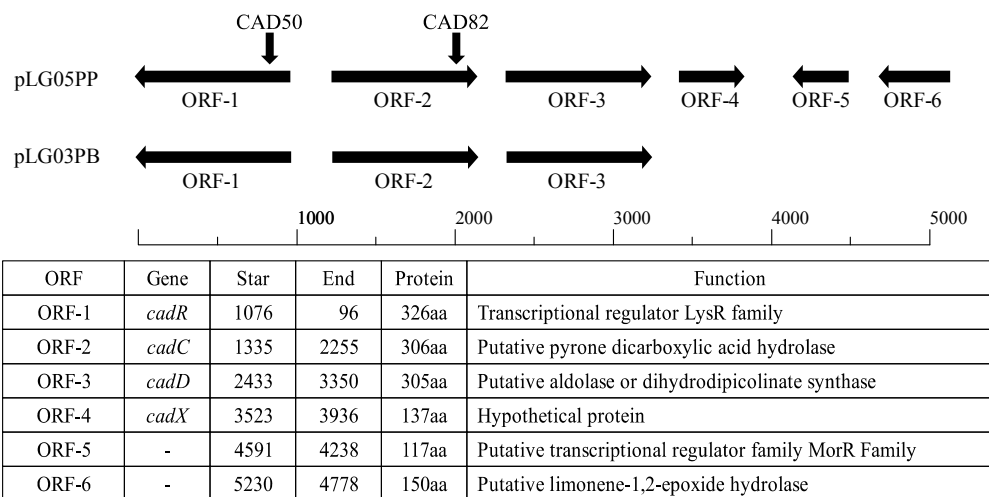 CAD50 CAD82
pLG05PP
ORF-1 ORF-2 ORF-3 ORF-4 ORF-5 ORF-6
pLG03PB
ORF-1 ORF-2 ORF-3
1000 2000 3000 4000 5000
ORF Gene Star End Protein Function
ORF-1 cadR 1076 96 326aa Transcriptional regulator LysR family
ORF-2 cadC 1335 2255 306aa Putative pyrone dicarboxylic acid hydrolase
ORF-3 cadD 2433 3350 305aa Putative aldolase or dihydrodipicolinate synthase
ORF-4 cadX 3523 3936 137aa Hypothetical protein
ORF-5 - 4591 4238 117aa Putative transcriptional regulator family MorR Family
ORF-6 - 5230 4778 150aa Putative limonene-1,2-epoxide hydrolase